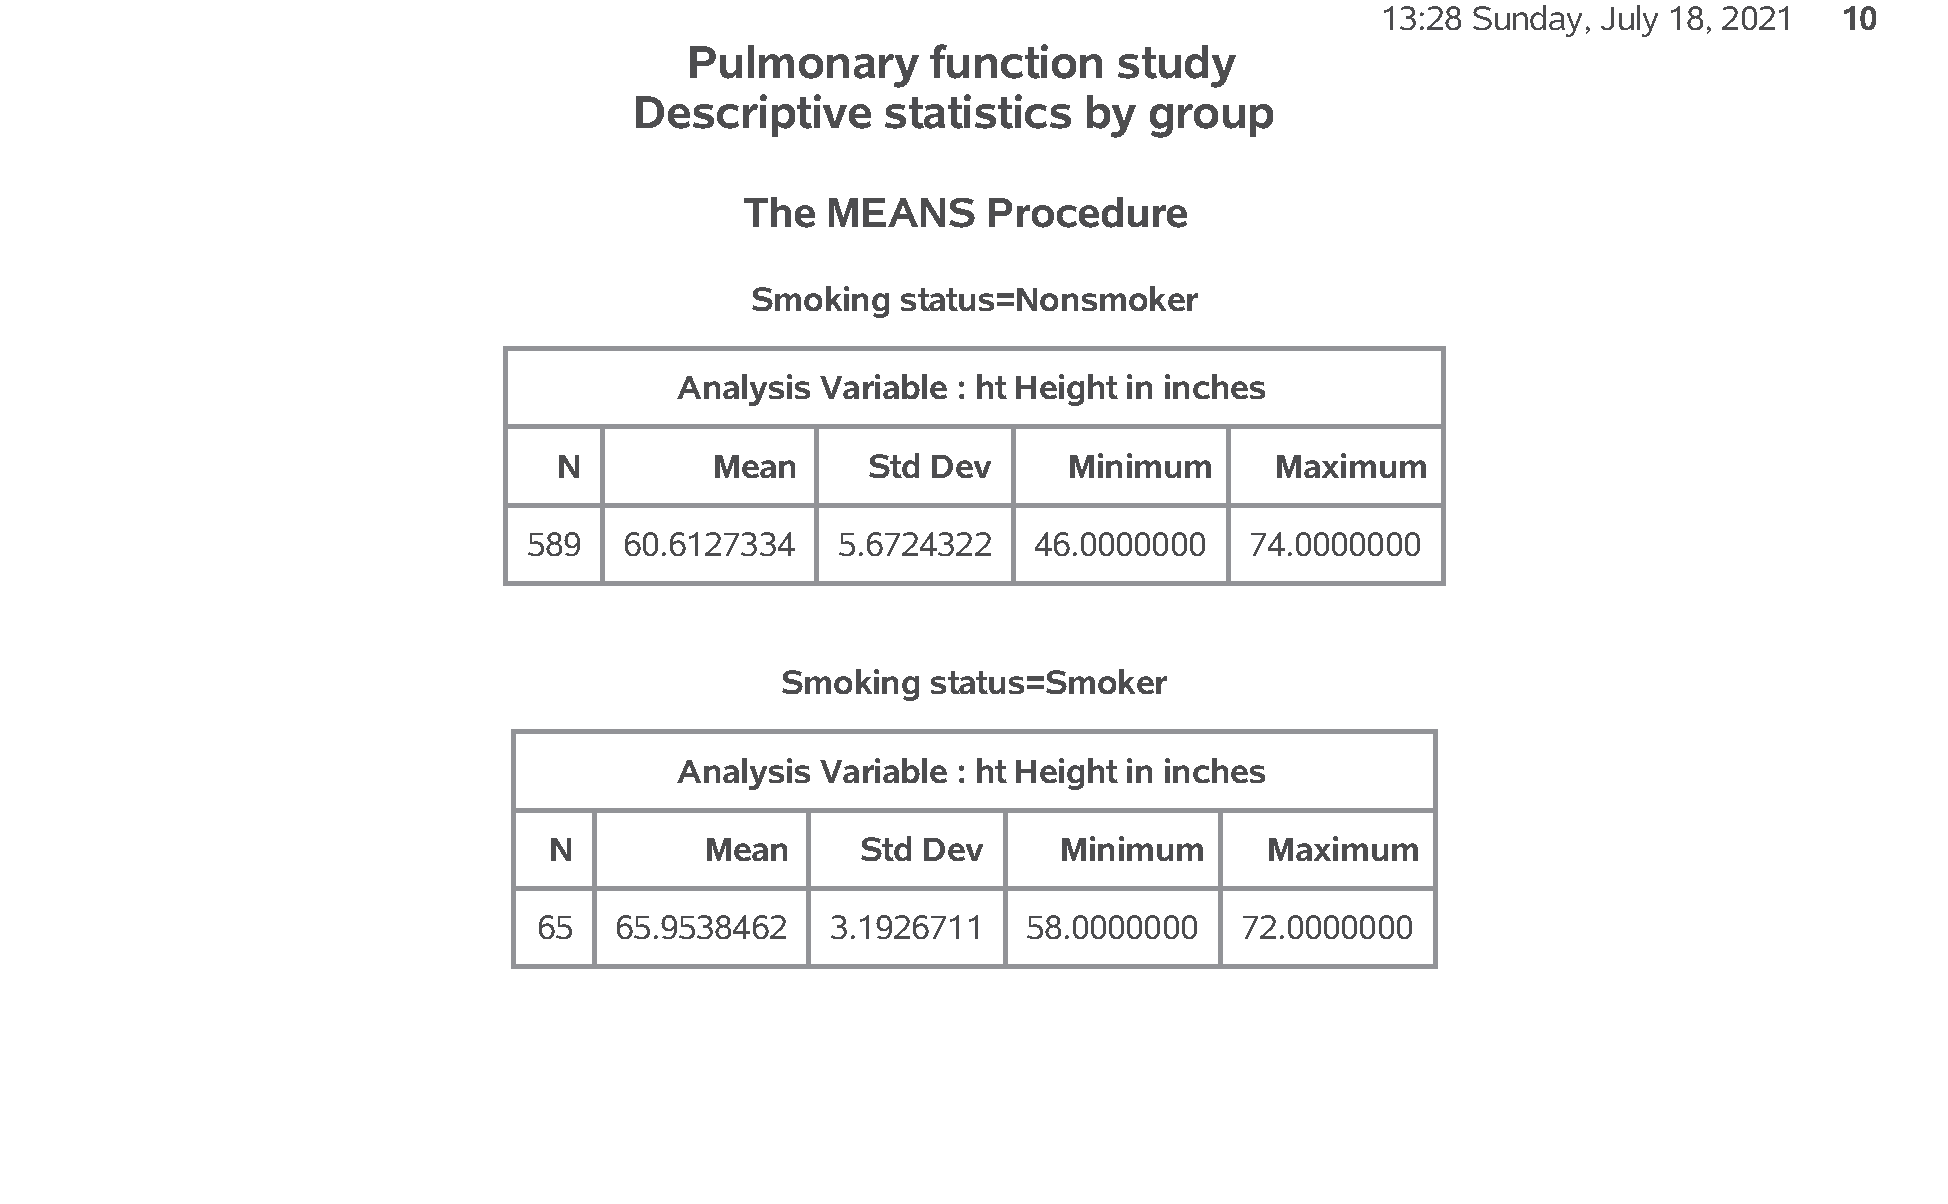 13:28 Sunday, July 18, 2021 10
Pulmonary function study
Descriptive statistics by group
The MEANS Procedure
Smoking status=Nonsmoker
Analysis Variable : ht Height in inches
N Mean Std Dev Minimum Maximum
589 60.6127334 5.6724322 46.0000000 74.0000000
Smoking status=Smoker
Analysis Variable : ht Height in inches
N Mean Std Dev Minimum Maximum
65 65.9538462 3.1926711 58.0000000 72.0000000